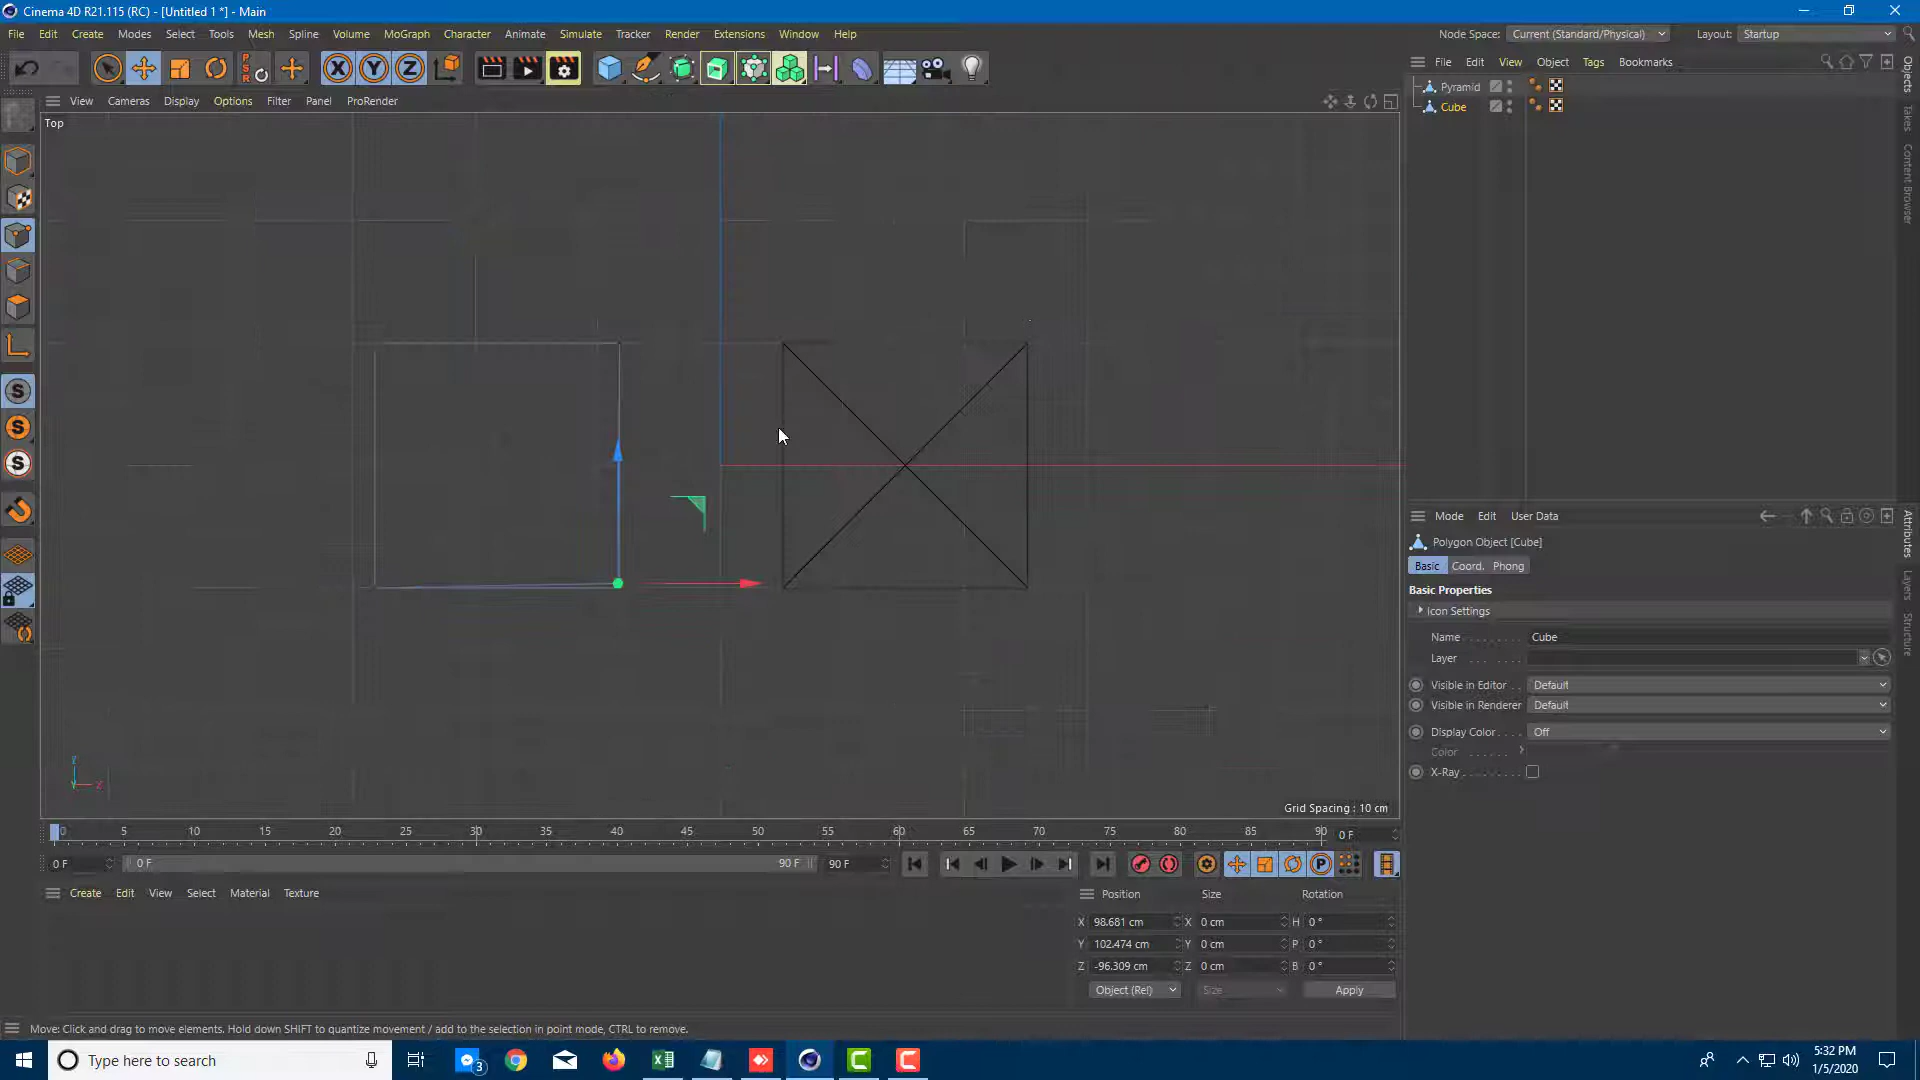 Cinema 4D R21.115 (RC) - [Untitled 1 *] - Main
File Edit Create Modes Select Tools Mesh Spline Volume MoGraph Character Animate Simulate Tracker Render Extensions Window Help
Node Space: Current (Standard/Physical) Layout: Startup
View Cameras Display Options Filter Panel ProRender
File Edit View Object Tags Bookmarks
Pyramid
Cube
Objects
Takes
Content Browser
Top
Mode Edit User Data
Polygon Object [Cube]
Basic Coord. Phong
Basic Properties
Icon Settings
Name Cube
Layer
Visible in Editor Default
Visible in Renderer Default
Display Color Off
Color
X-Ray
Attributes
Layers
Structure
Y
Z
Grid Spacing : 10 cm
0 5 10 15 20 25 30 35 40 45 50 55 60 65 70 75 80 85 90 0 F
0 F 0 F 90 F 90 F
Create Edit View Select Material Texture
Position Size Rotation
X 98.681 cm X 0 cm H 0 °
Y 102.474 cm Y 0 cm P 0 °
Z -96.309 cm Z 0 cm B 0 °
Object (Rel) Size Apply
Move: Click and drag to move elements. Hold down SHIFT to quantize movement / add to the selection in point mode, CTRL to remove.
Type here to search
3
5:32 PM
1/5/2020